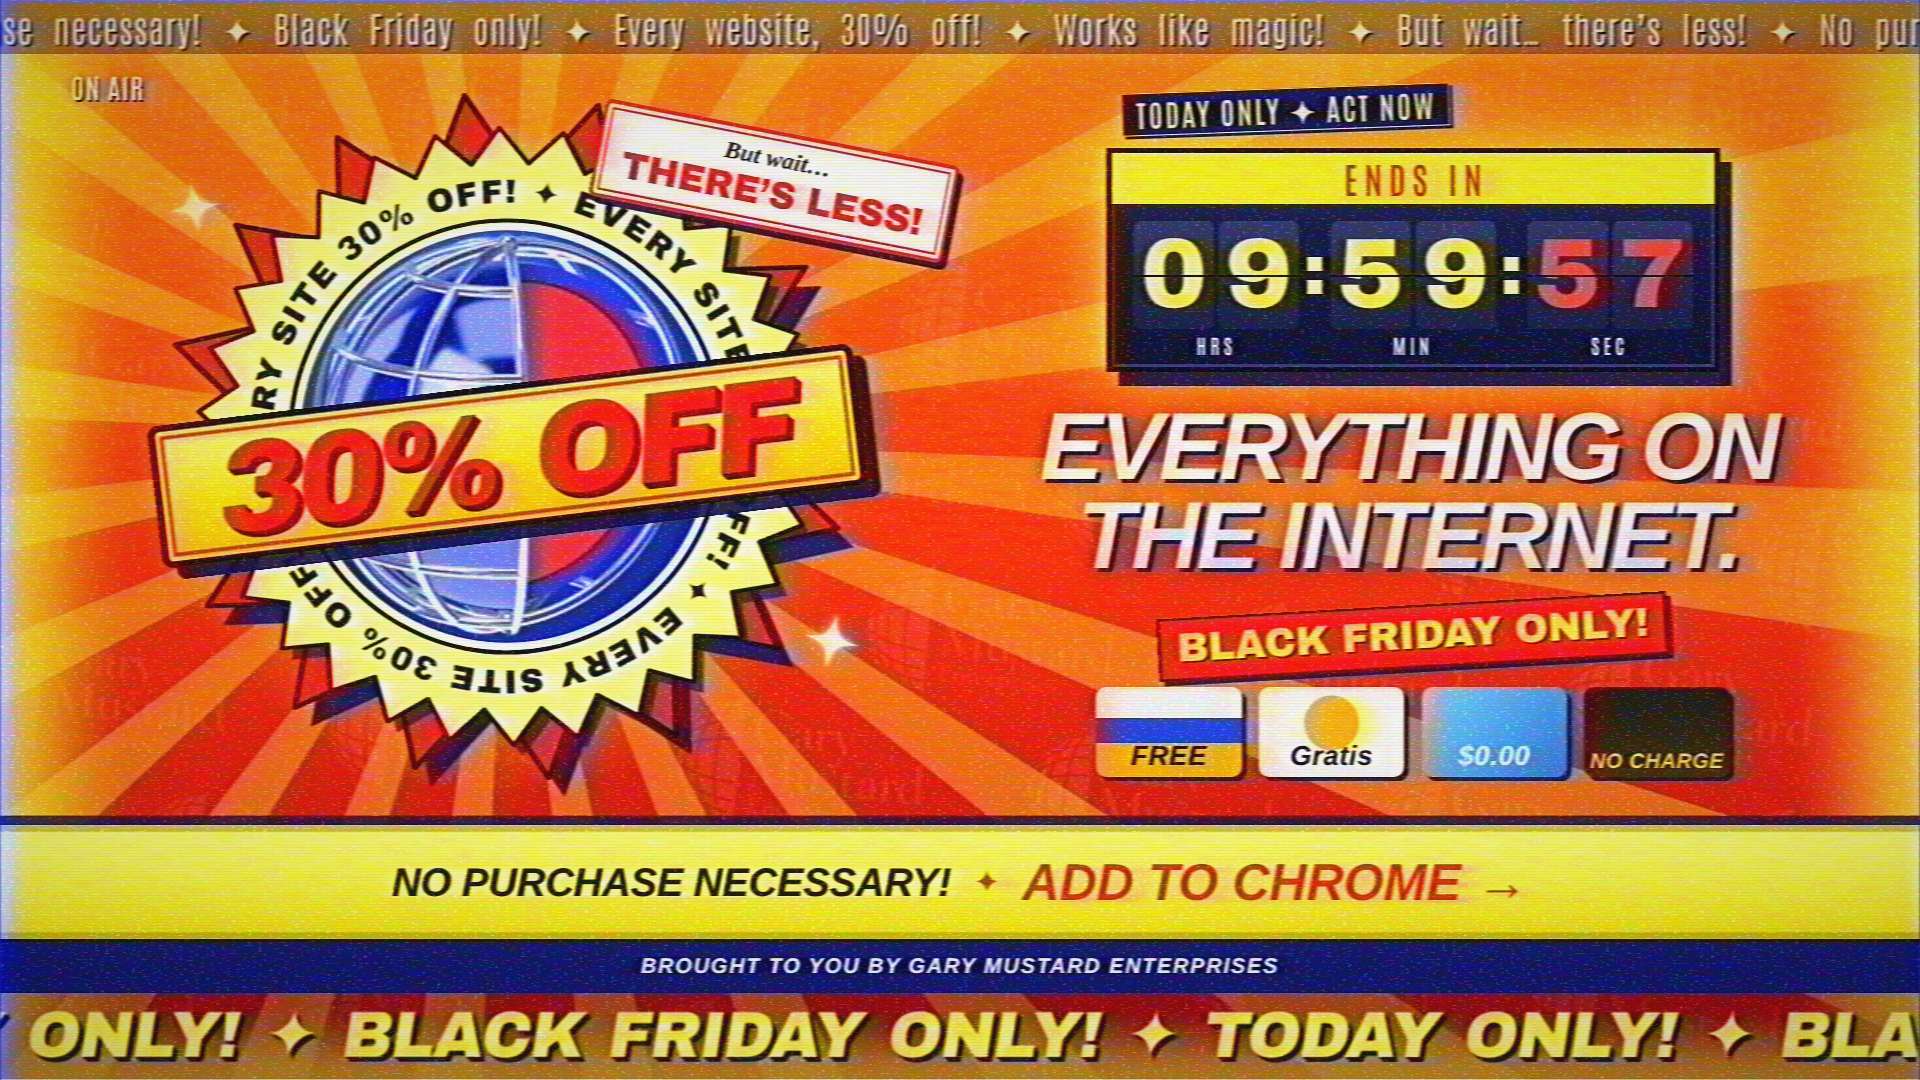 necessary! ✦ Black Friday only! ✦ Every website, 30% off! ✦ Works like magic! ✦ But wait... there's less! ✦ No
ON AIR
But wait...
THERE'S LESS!
SITE 30% OFF! ✦ EVERY SITE
OFF! ✦ EVERY SITE 30% OFF
30% OFF
TODAY ONLY ✦ ACT NOW
ENDS IN
09:59:57
HRS MIN SEC
EVERYTHING ON
THE INTERNET.
BLACK FRIDAY ONLY!
FREE Gratis $0.00 NO CHARGE
NO PURCHASE NECESSARY! ✦ ADD TO CHROME →
BROUGHT TO YOU BY GARY MUSTARD ENTERPRISES
ONLY! ✦ BLACK FRIDAY ONLY! ✦ TODAY ONLY! ✦